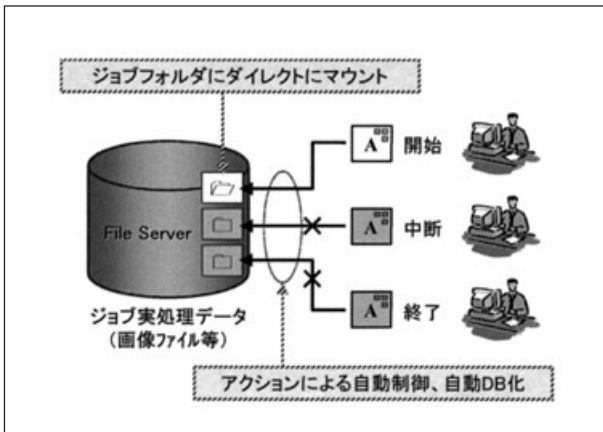 ジョブフォルダにダイレクトにマウント
A 開始
File Server
A 中断
A 終了
ジョブ実処理データ
(画像ファイル等)
アクションによる自動制御、自動DB化